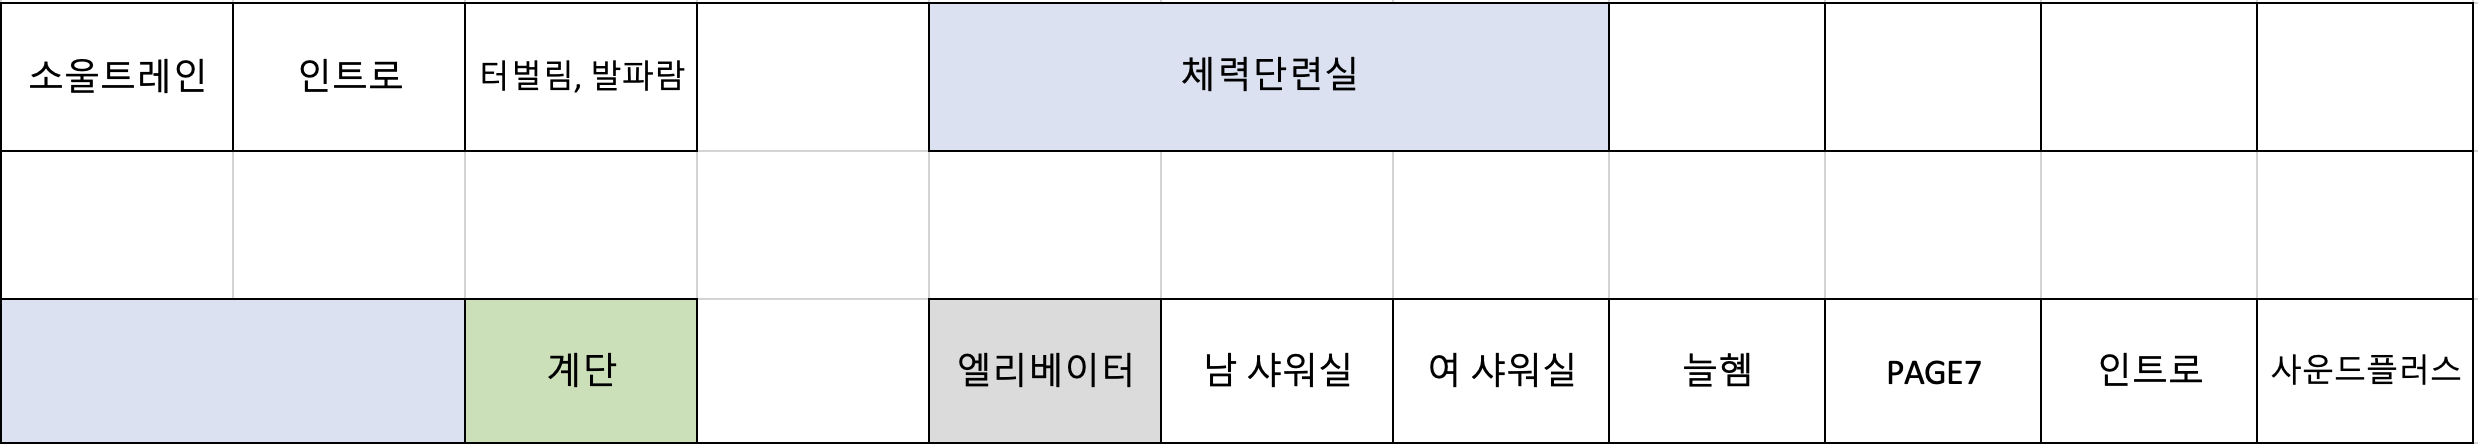 소울트레인
인트로
터벌림, 발파람
체력단련실
계단
엘리베이터
남 샤워실
여 샤워실
늘혬
PAGE7
인트로
사운드플러스